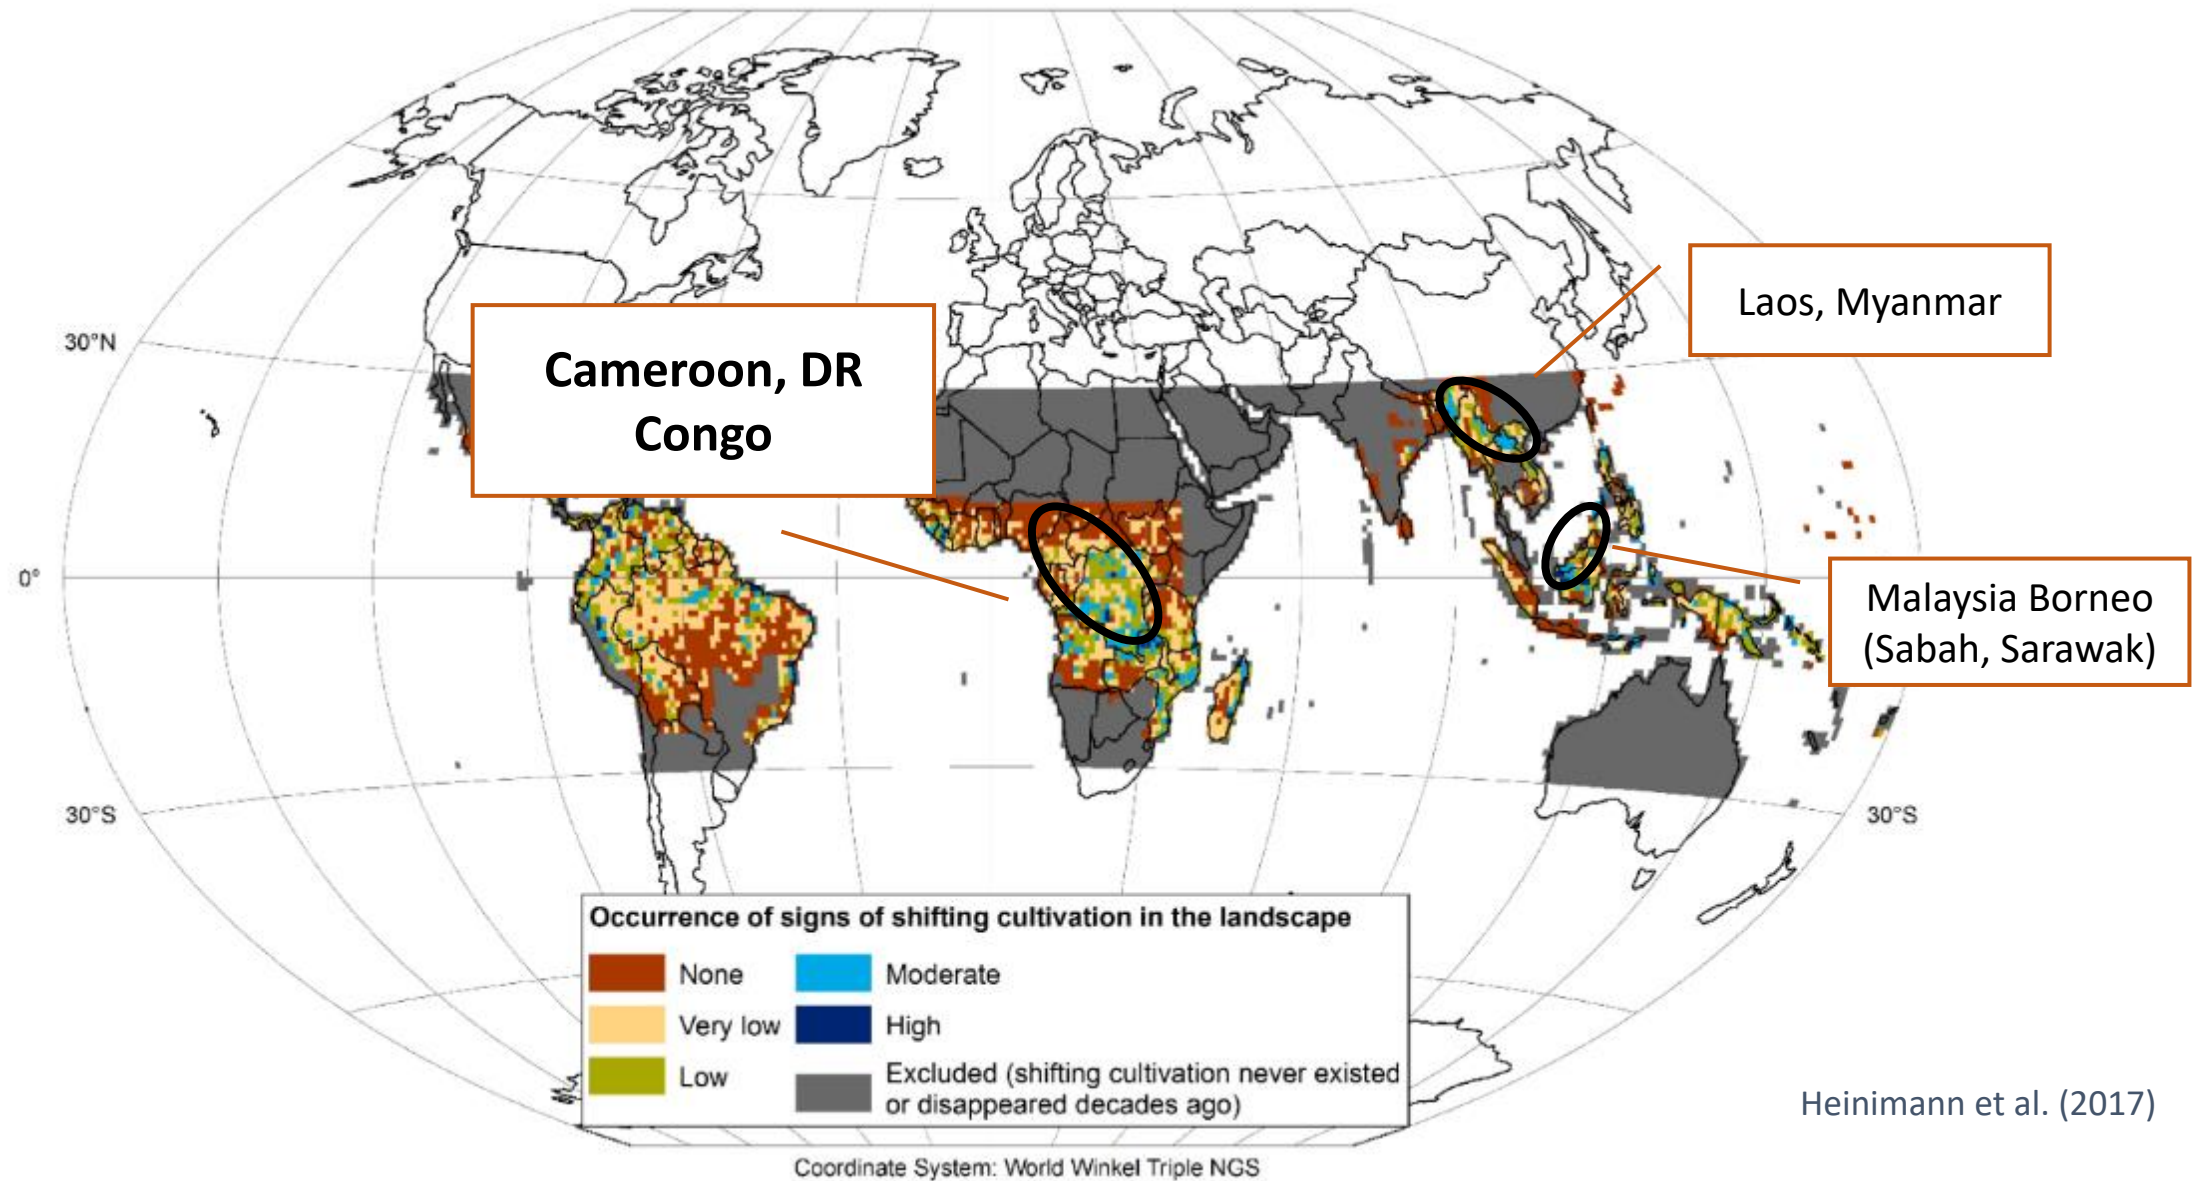 Laos, Myanmar
30°N
Cameroon, DR
Congo
0°
Malaysia Borneo
(Sabah, Sarawak)
30°S
30°S
Occurrence of signs of shifting cultivation in the landscape
None
Moderate
Very low
High
Low
Excluded (shifting cultivation never existed
or disappeared decades ago)
Heinimann et al. (2017)
Coordinate System: World Winkel Triple NGS